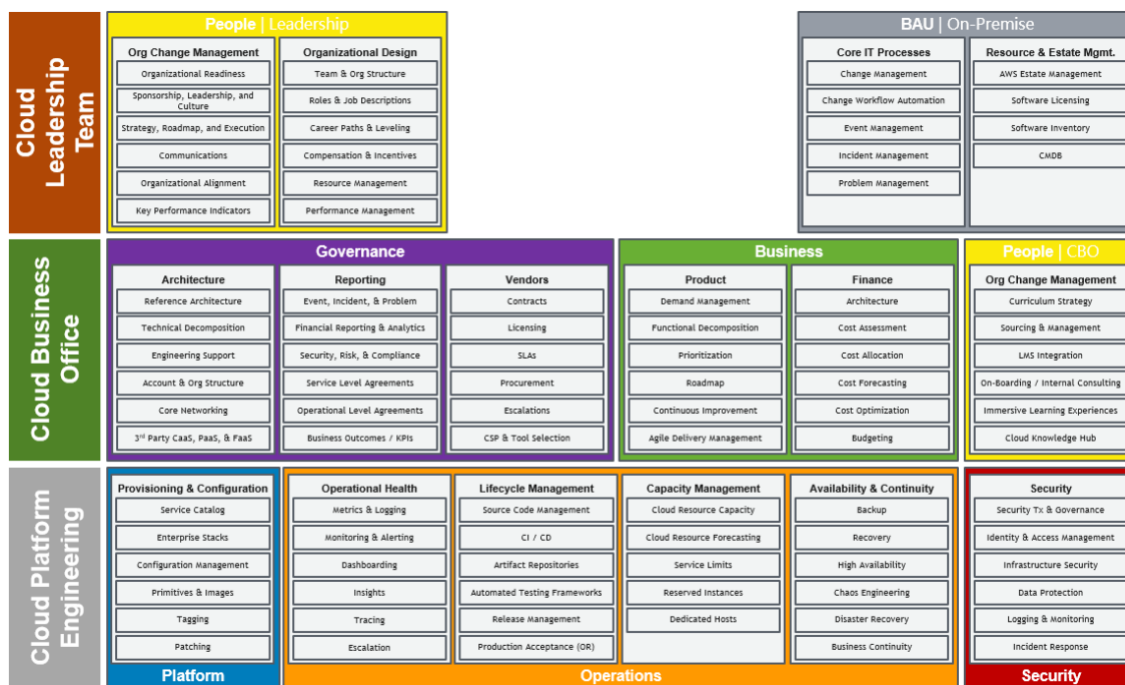 Cloud
Leadership
Team
People | Leadership
Org Change Management
Organizational Readiness
Sponsorship, Leadership, and
Culture
Strategy, Roadmap, and Execution
Communications
Organizational Alignment
Key Performance Indicators
Organizational Design
Team & Org Structure
Roles & Job Descriptions
Career Paths & Leveling
Compensation & Incentives
Resource Management
Performance Management
BAU | On-Premise
Core IT Processes
Change Management
Change Workflow Automation
Event Management
Incident Management
Problem Management
Resource & Estate Mgmt.
AWS Estate Management
Software Licensing
Software Inventory
CMDB
Cloud Business
Office
Governance
Architecture
Reference Architecture
Technical Decomposition
Engineering Support
Account & Org Structure
Core Networking
3rd Party CaaS, PaaS, & FaaS
Reporting
Event, Incident, & Problem
Financial Reporting & Analytics
Security, Risk, & Compliance
Service Level Agreements
Operational Level Agreements
Business Outcomes / KPIs
Vendors
Contracts
Licensing
SLAs
Procurement
Escalations
CSP & Tool Selection
Business
Product
Demand Management
Functional Decomposition
Prioritization
Roadmap
Continuous Improvement
Agile Delivery Management
Finance
Architecture
Cost Assessment
Cost Allocation
Cost Forecasting
Cost Optimization
Budgeting
People | CBO
Org Change Management
Curriculum Strategy
Sourcing & Management
LMS Integration
On-Boarding / Internal Consulting
Immersive Learning Experiences
Cloud Knowledge Hub
Cloud Platform
Engineering
Provisioning & Configuration
Service Catalog
Enterprise Stacks
Configuration Management
Primitives & Images
Tagging
Patching
Platform
Operational Health
Metrics & Logging
Monitoring & Alerting
Dashboarding
Insights
Tracing
Escalation
Lifecycle Management
Source Code Management
CI / CD
Artifact Repositories
Automated Testing Frameworks
Release Management
Production Acceptance (OR)
Capacity Management
Cloud Resource Capacity
Cloud Resource Forecasting
Service Limits
Reserved Instances
Dedicated Hosts
Availability & Continuity
Backup
Recovery
High Availability
Chaos Engineering
Disaster Recovery
Business Continuity
Operations
Security
Security Tx & Governance
Identity & Access Management
Infrastructure Security
Data Protection
Logging & Monitoring
Incident Response
Security